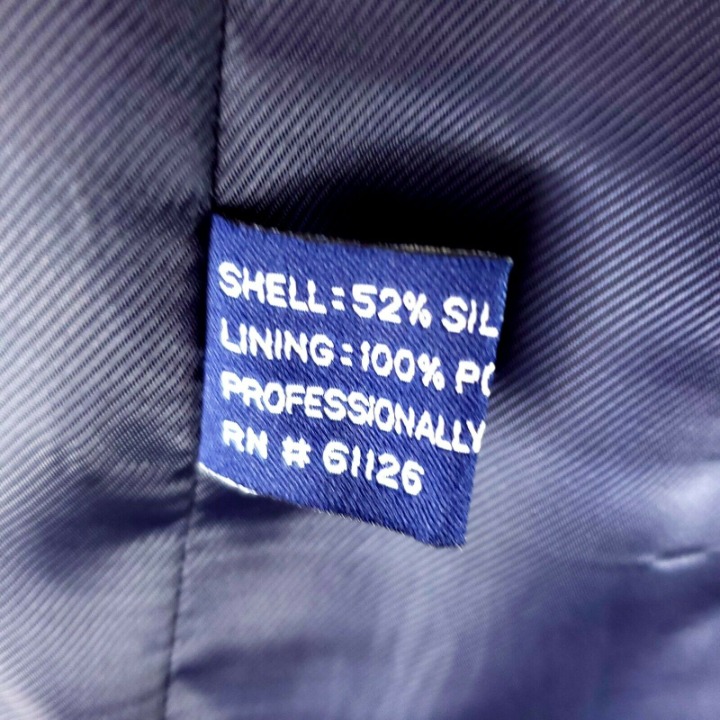 SHELL: 52% SIL
LINING: 100% PO
PROFESSIONALLY
RN # 61126